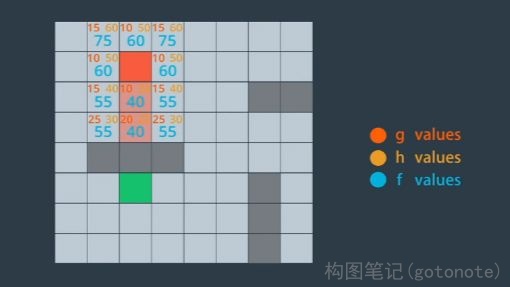 15 60 10 50 15 60
75 60 75
10 50 10 50
60 60
15 40 10 15 40
55 40 55
25 30 20 25 30
55 40 55
g values
h values
f values
构图笔记(gotonote)